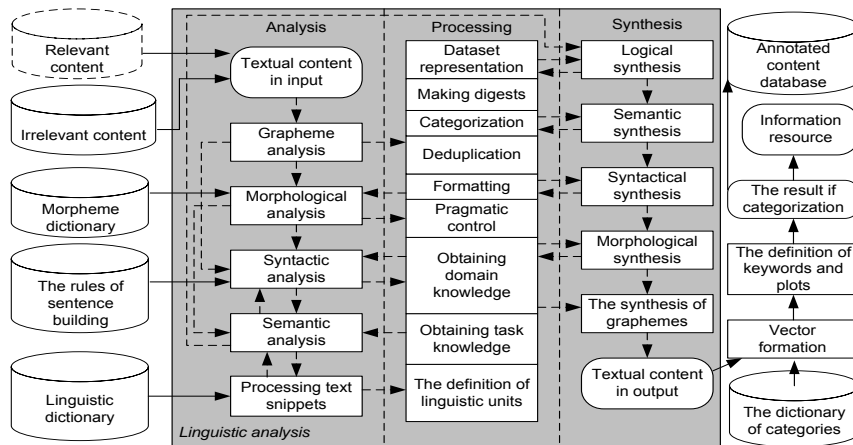 Relevant
content
Irrelevant content
Morpheme
dictionary
The rules of
sentence
building
Linguistic
dictionary
Analysis
Textual content
in input
Grapheme
analysis
Morphological
analysis
Syntactic
analysis
Semantic
analysis
Processing text
snippets
Linguistic analysis
Processing
Dataset
representation
Making digests
Categorization
Deduplication
Formatting
Pragmatic
control
Obtaining
domain
knowledge
Obtaining task
knowledge
The definition of
linguistic units
Synthesis
Logical
synthesis
Semantic
synthesis
Syntactical
synthesis
Morphological
synthesis
The synthesis of
graphemes
Textual content
in output
Annotated
content
database
Information
resource
The result if
categorization
The definition of
keywords and
plots
Vector
formation
The dictionary
of categories